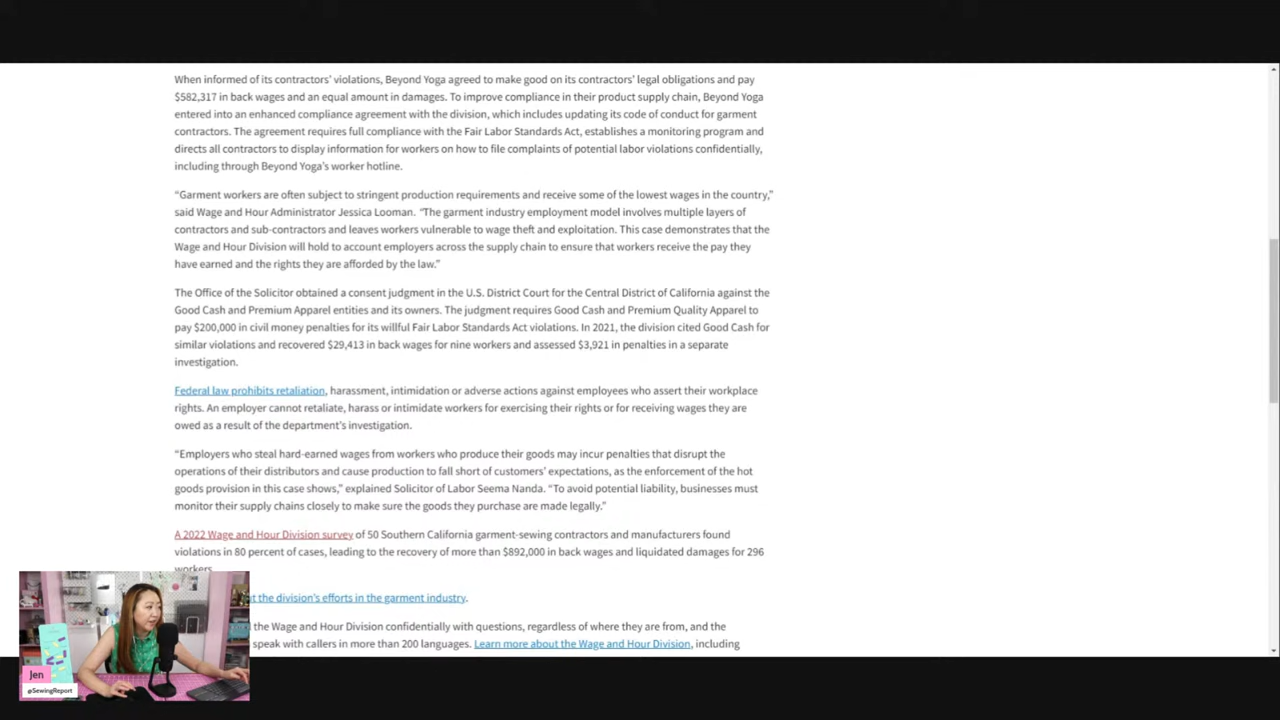 When informed of its contractors' violations, Beyond Yoga agreed to make good on its contractors' legal obligations and pay
$582,317 in back wages and an equal amount in damages. To improve compliance in their product supply chain, Beyond Yoga
entered into an enhanced compliance agreement with the division, which includes updating its code of conduct for garment
contractors. The agreement requires full compliance with the Fair Labor Standards Act, establishes a monitoring program and
directs all contractors to display information for workers on how to file complaints of potential labor violations confidentially,
including through Beyond Yoga's worker hotline.
“Garment workers are often subject to stringent production requirements and receive some of the lowest wages in the country,”
said Wage and Hour Administrator Jessica Looman. “The garment industry employment model involves multiple layers of
contractors and sub-contractors and leaves workers vulnerable to wage theft and exploitation. This case demonstrates that the
Wage and Hour Division will hold to account employers across the supply chain to ensure that workers receive the pay they
have earned and the rights they are afforded by the law.”
The Office of the Solicitor obtained a consent judgment in the U.S. District Court for the Central District of California against the
Good Cash and Premium Apparel entities and its owners. The judgment requires Good Cash and Premium Quality Apparel to
pay $200,000 in civil money penalties for its willful Fair Labor Standards Act violations. In 2021, the division cited Good Cash for
similar violations and recovered $29,413 in back wages for nine workers and assessed $3,921 in penalties in a separate
investigation.
Federal law prohibits retaliation, harassment, intimidation or adverse actions against employees who assert their workplace
rights. An employer cannot retaliate, harass or intimidate workers for exercising their rights or for receiving wages they are
owed as a result of the department's investigation.
“Employers who steal hard-earned wages from workers who produce their goods may incur penalties that disrupt the
operations of their distributors and cause production to fall short of customers' expectations, as the enforcement of the hot
goods provision in this case shows,” explained Solicitor of Labor Seema Nanda. “To avoid potential liability, businesses must
monitor their supply chains closely to make sure the goods they purchase are made legally.”
A 2022 Wage and Hour Division survey of 50 Southern California garment-sewing contractors and manufacturers found
violations in 80 percent of cases, leading to the recovery of more than $892,000 in back wages and liquidated damages for 296
workers.
the division's efforts in the garment industry.
the Wage and Hour Division confidentially with questions, regardless of where they are from, and the
speak with callers in more than 200 languages. Learn more about the Wage and Hour Division, including
Jen
@SewingReport